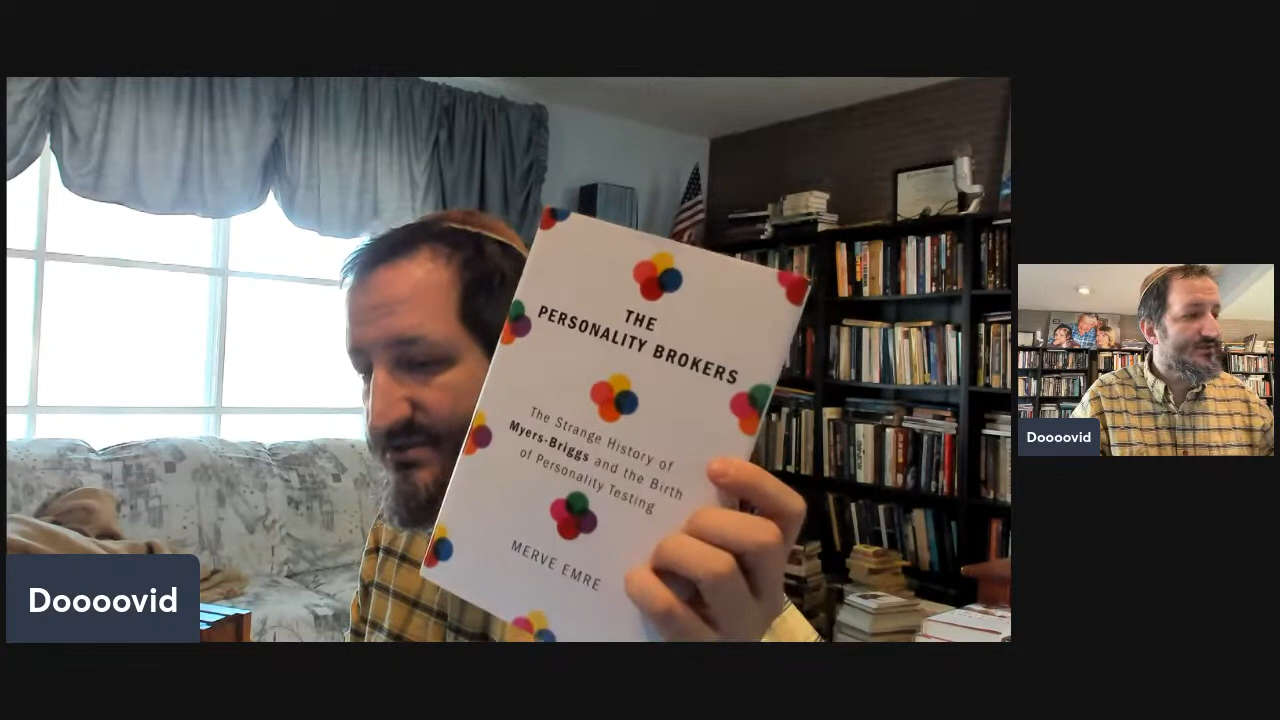 THE
PERSONALITY BROKERS
The Strange History of
Myers-Briggs and the Birth
of Personality Testing
MERVE EMRE
Doooovid
Doooovid